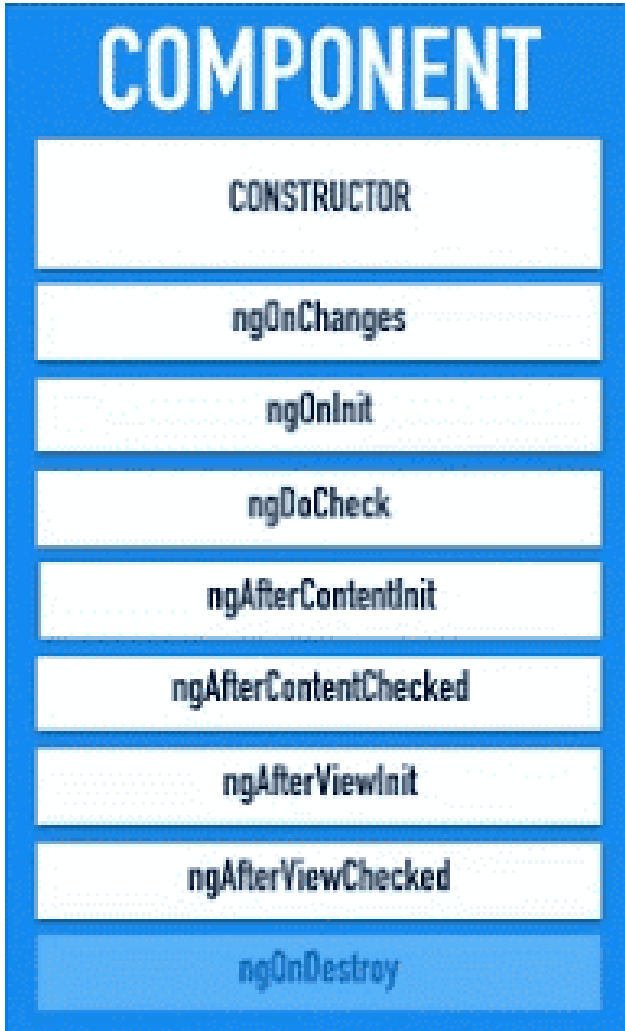 COMPONENT
CONSTRUCTOR
ngOnChanges
ngOnInit
ngDoCheck
ngAfterContentInit
ngAfterContentChecked
ngAfterViewInit
ngAfterViewChecked
ngOnDestroy